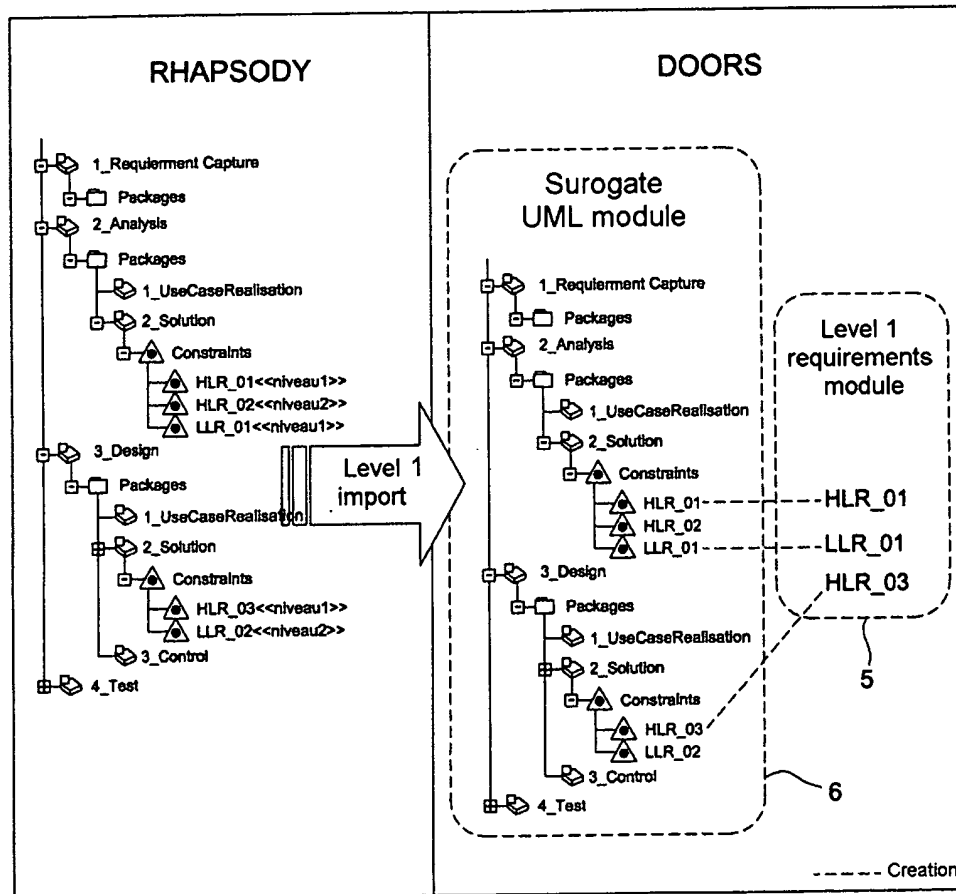 RHAPSODY
1_Requierment Capture
Packages
2_Analysis
Packages
1_UseCaseRealisation
2_Solution
Constraints
HLR_01<<niveau1>>
HLR_02<<niveau2>>
LLR_01<<niveau1>>
3_Design
Packages
1_UseCaseRealisation
2_Solution
Constraints
HLR_03<<niveau1>>
LLR_02<<niveau2>>
3_Control
4_Test
Level 1
import
DOORS
Surogate
UML module
1_Requierment Capture
Packages
2_Analysis
Packages
1_UseCaseRealisation
2_Solution
Constraints
HLR_01
HLR_02
LLR_01
3_Design
Packages
1_UseCaseRealisation
2_Solution
Constraints
HLR_03
LLR_02
3_Control
4_Test
Level 1
requirements
module
HLR_01
LLR_01
HLR_03
5
6
Creation